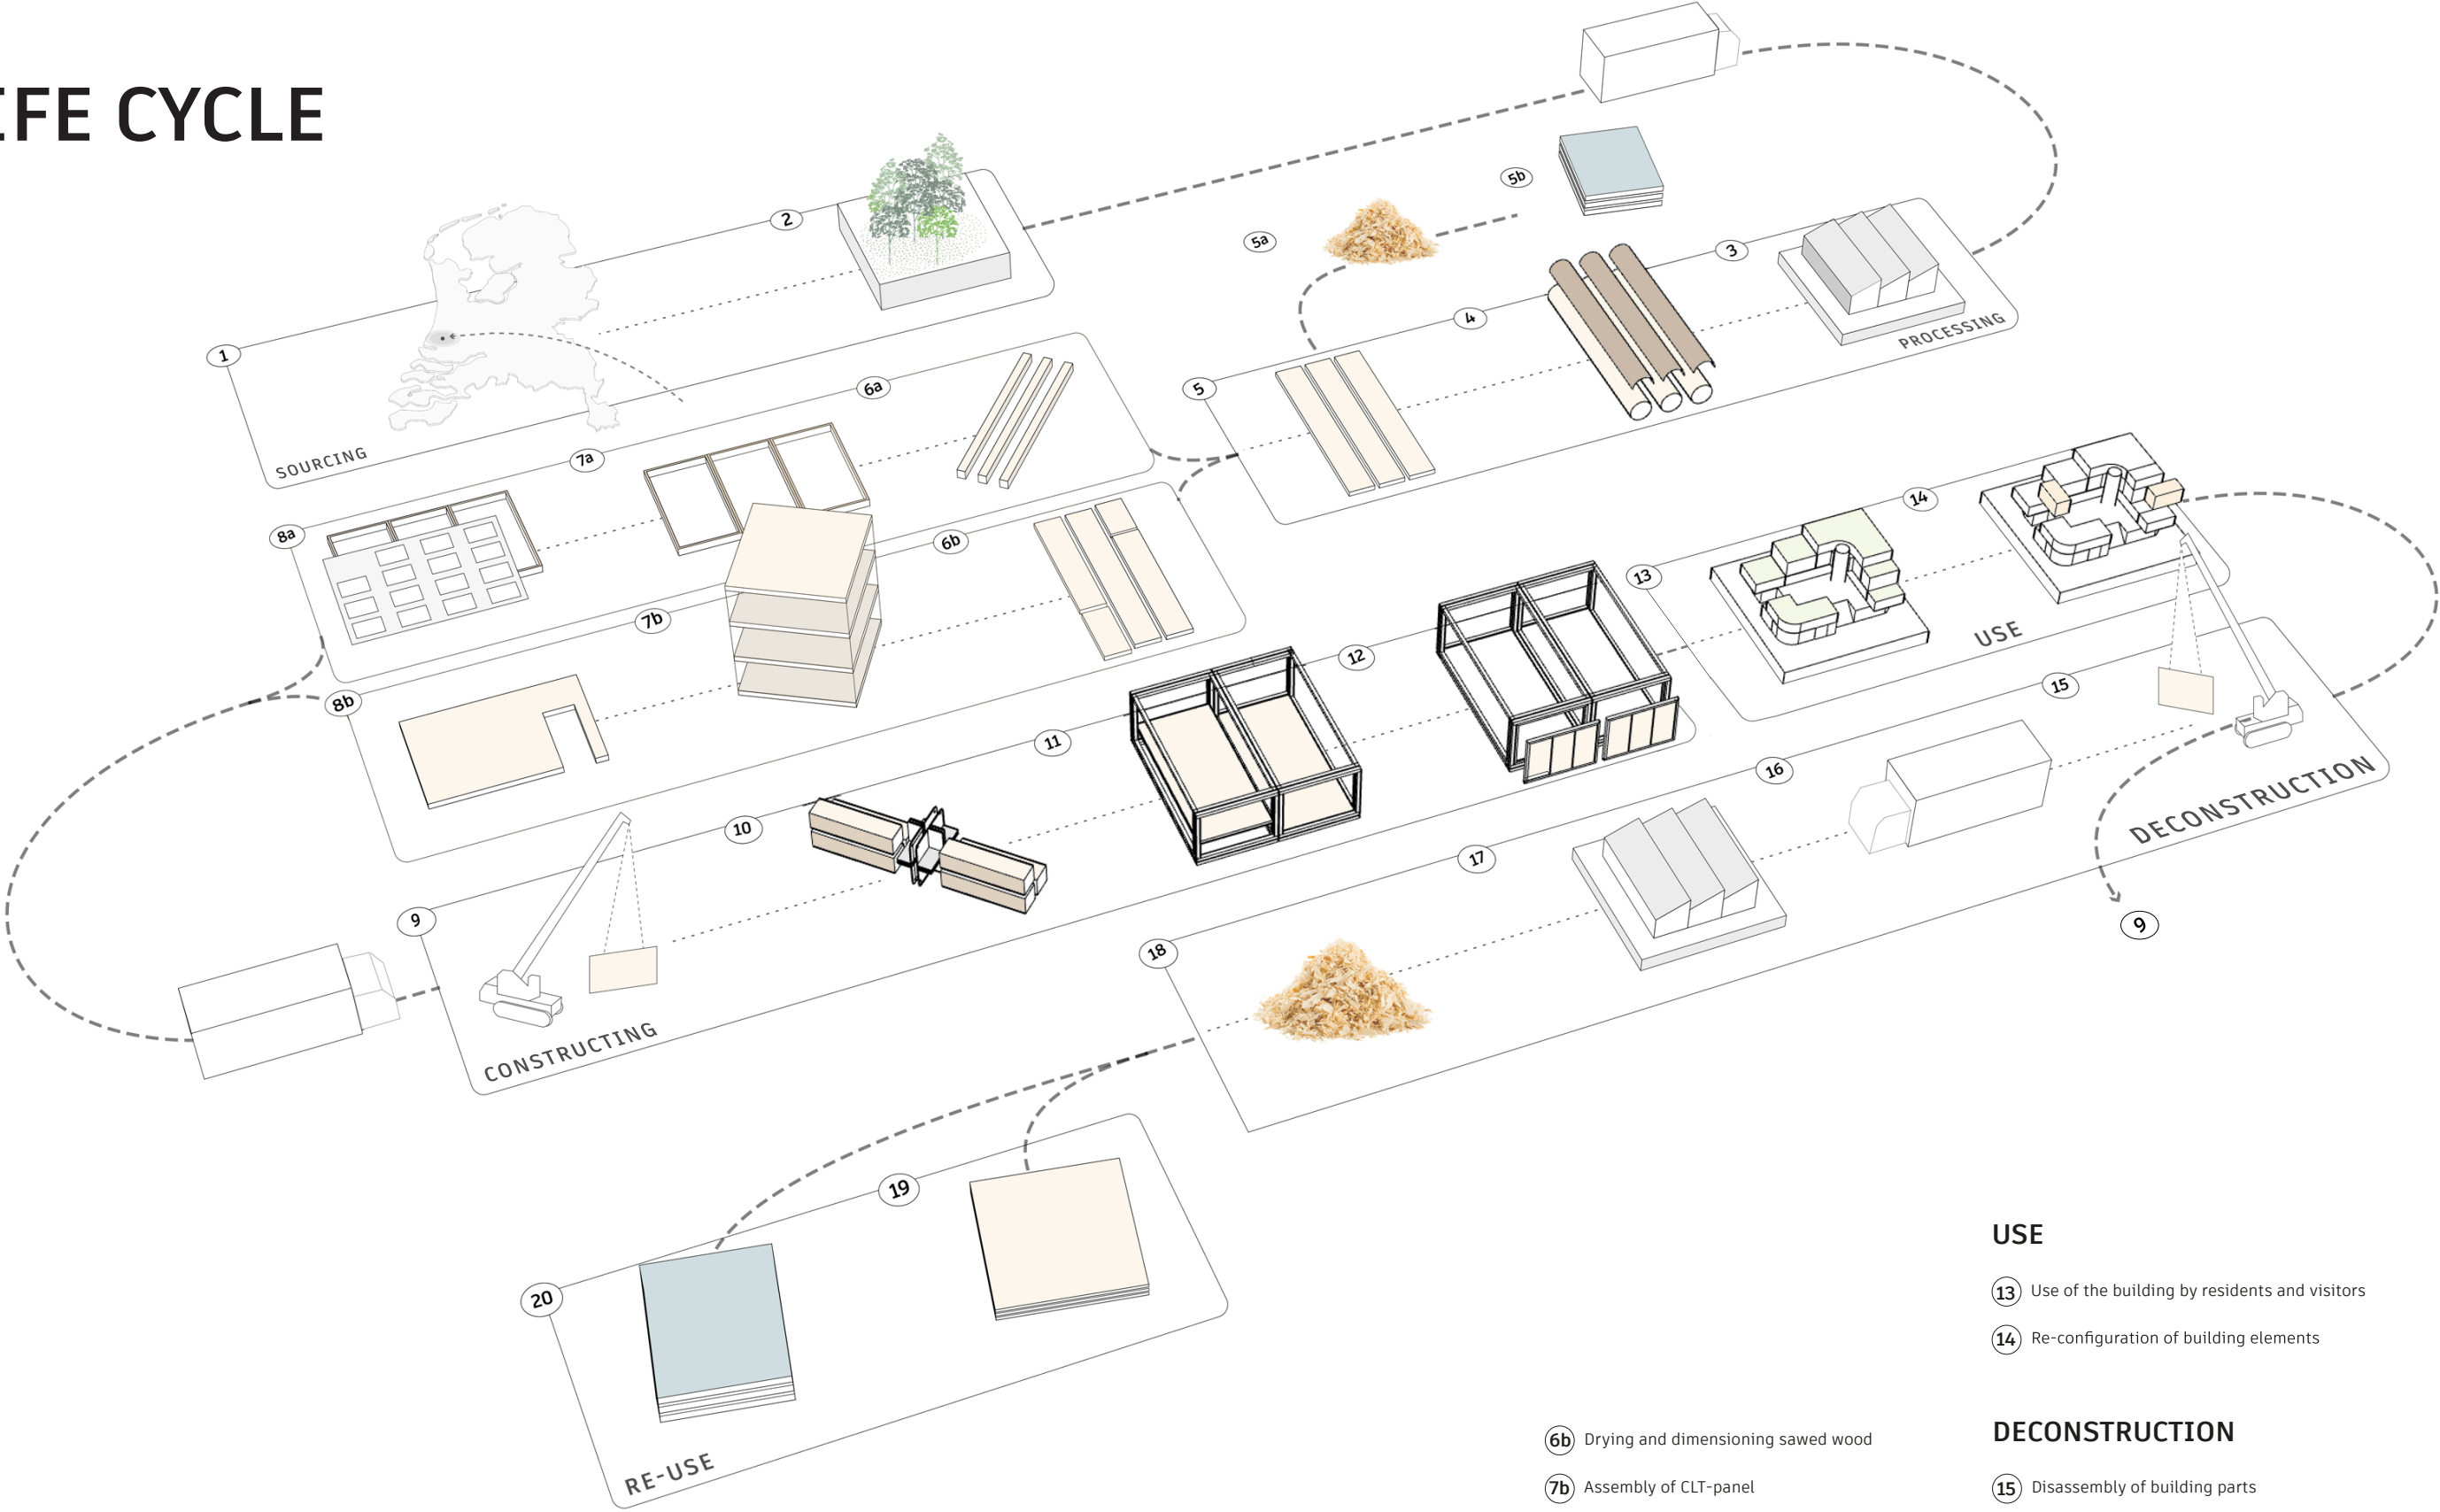 IFE CYCLE
5b
2
5a
3
4
1
PROCESSING
6a
5
SOURCING
7a
14
8a
6b
13
7b
USE
12
15
8b
11
16
DECONSTRUCTION
10
17
9
9
18
CONSTRUCTING
19
20
RE-USE
USE
13 Use of the building by residents and visitors
14 Re-configuration of building elements
DECONSTRUCTION
6b Drying and dimensioning sawed wood
7b Assembly of CLT-panel
15 Disassembly of building parts